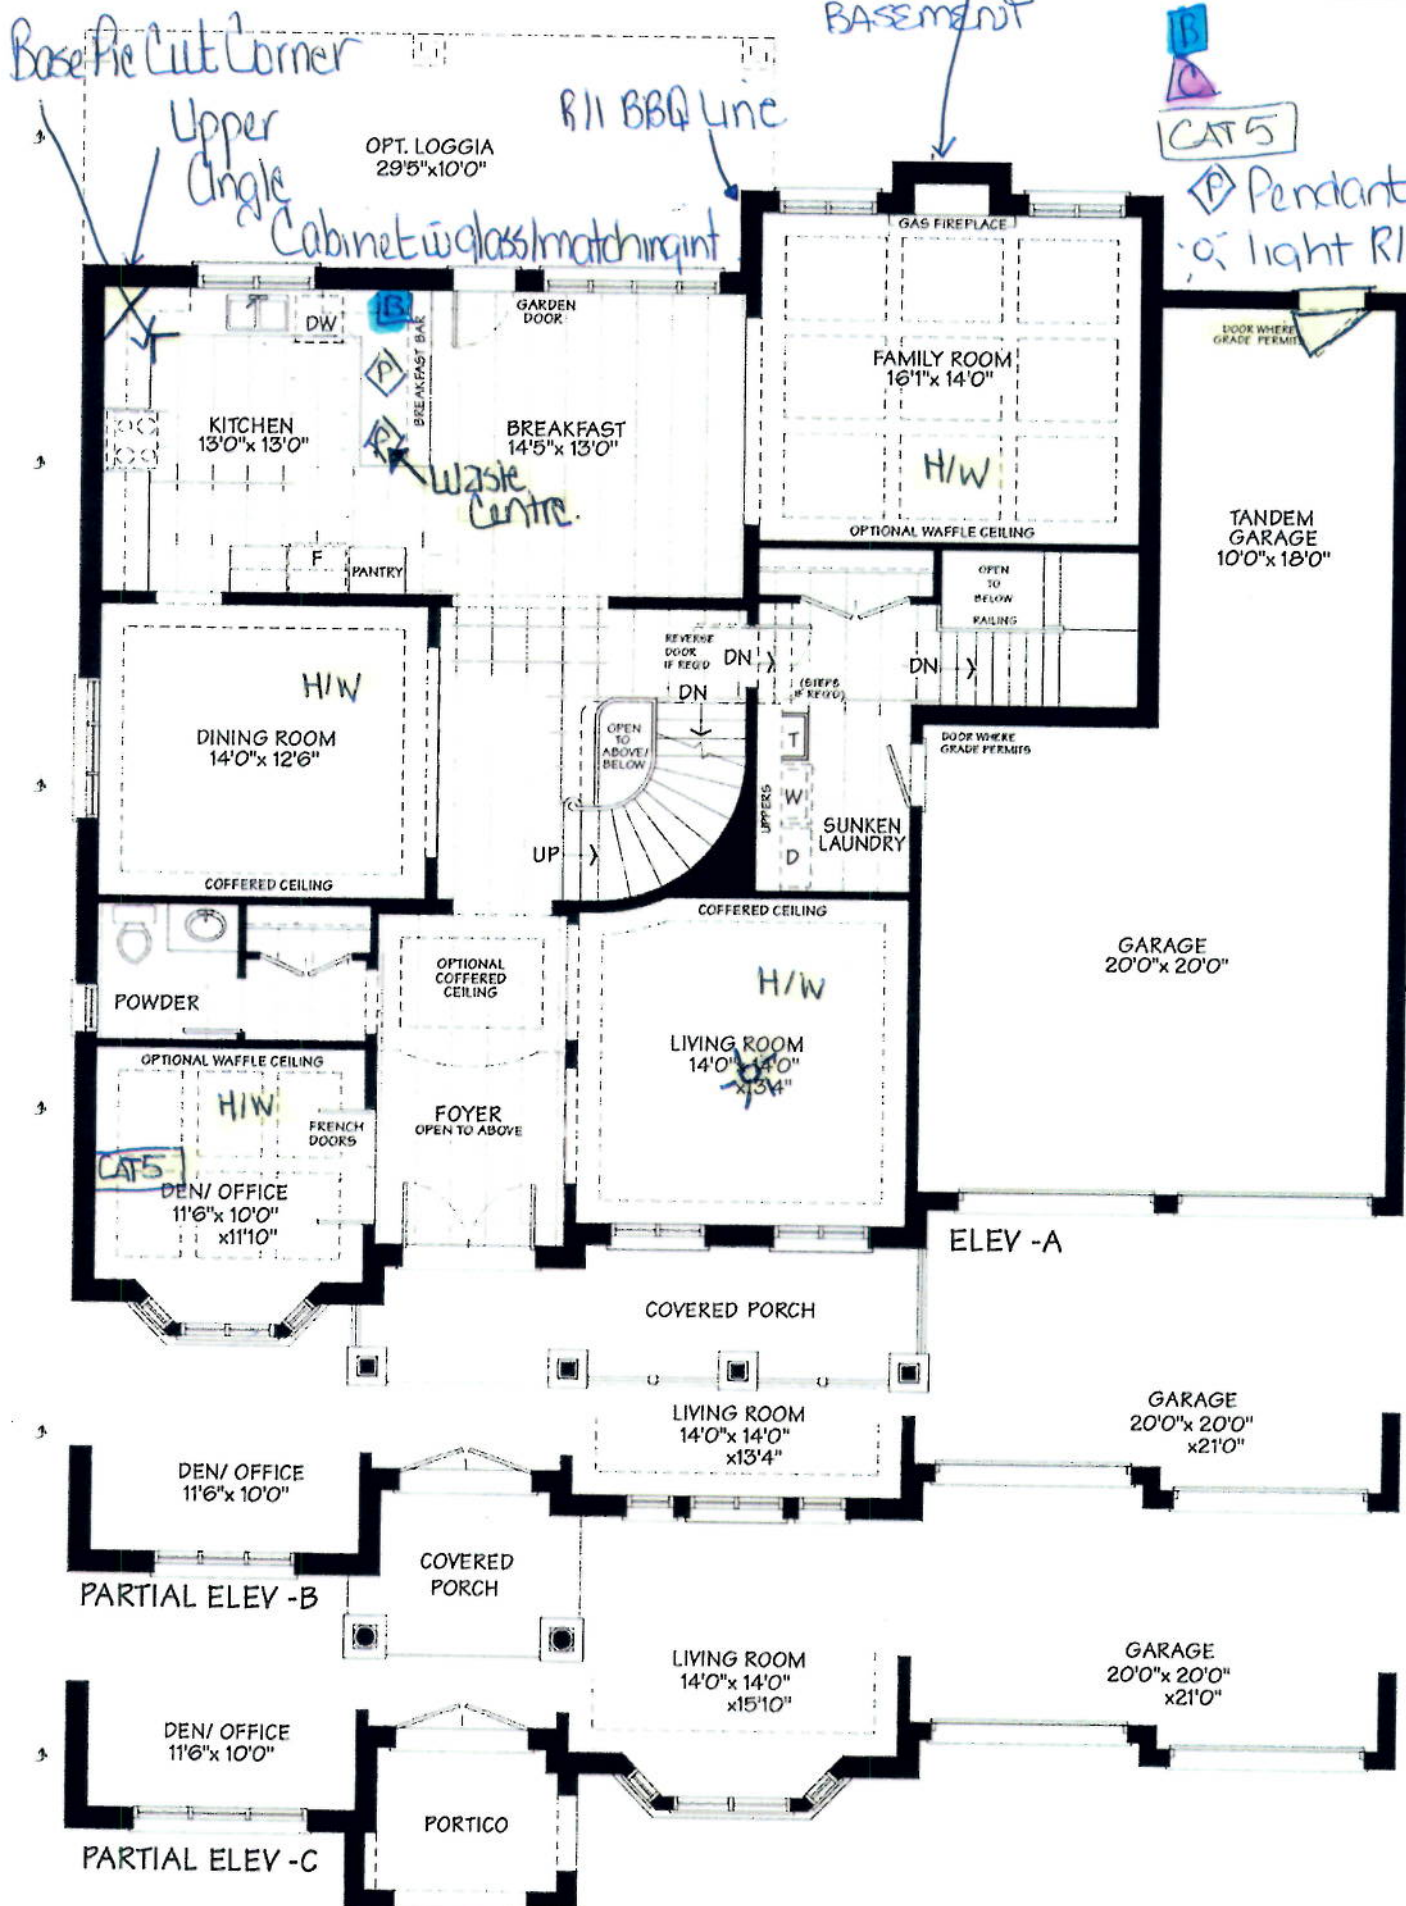 BASEMENT
B
C
CAT5
P Pendant
light R/
Base Pie Cut Corner
Upper
Angle
Cabinet w glass/matching int
R/I BBQ Line
OPT. LOGGIA
29'5"x10'0"
GAS FIREPLACE
DOOR WHERE
GRADE PERMITS
GARDEN
DOOR
DW
B
P
P
BREAKFAST BAR
FAMILY ROOM
16'1"x 14'0"
H/W
OPTIONAL WAFFLE CEILING
KITCHEN
13'0"x 13'0"
BREAKFAST
14'5"x 13'0"
Waste
Centre.
TANDEM
GARAGE
10'0"x 18'0"
F
PANTRY
OPEN
TO
BELOW
RAILING
REVERSE
DOOR
IF REQ'D
DN
DN
(STEPS
IF REQ'D)
DN
H/W
DINING ROOM
14'0"x 12'6"
COFFERED CEILING
OPEN
TO
ABOVE/
BELOW
UP
T
W
D
UPPERS
SUNKEN
LAUNDRY
DOOR WHERE
GRADE PERMITS
GARAGE
20'0"x 20'0"
COFFERED CEILING
OPTIONAL
COFFERED
CEILING
H/W
POWDER
LIVING ROOM
14'0"x 14'0"
x13'4"
OPTIONAL WAFFLE CEILING
H/W
FRENCH
DOORS
FOYER
OPEN TO ABOVE
CAT5
DEN/ OFFICE
11'6"x 10'0"
x11'10"
ELEV -A
COVERED PORCH
LIVING ROOM
14'0"x 14'0"
x13'4"
GARAGE
20'0"x 20'0"
x21'0"
DEN/ OFFICE
11'6"x 10'0"
COVERED
PORCH
PARTIAL ELEV -B
LIVING ROOM
14'0"x 14'0"
x15'10"
GARAGE
20'0"x 20'0"
x21'0"
DEN/ OFFICE
11'6"x 10'0"
PORTICO
PARTIAL ELEV -C